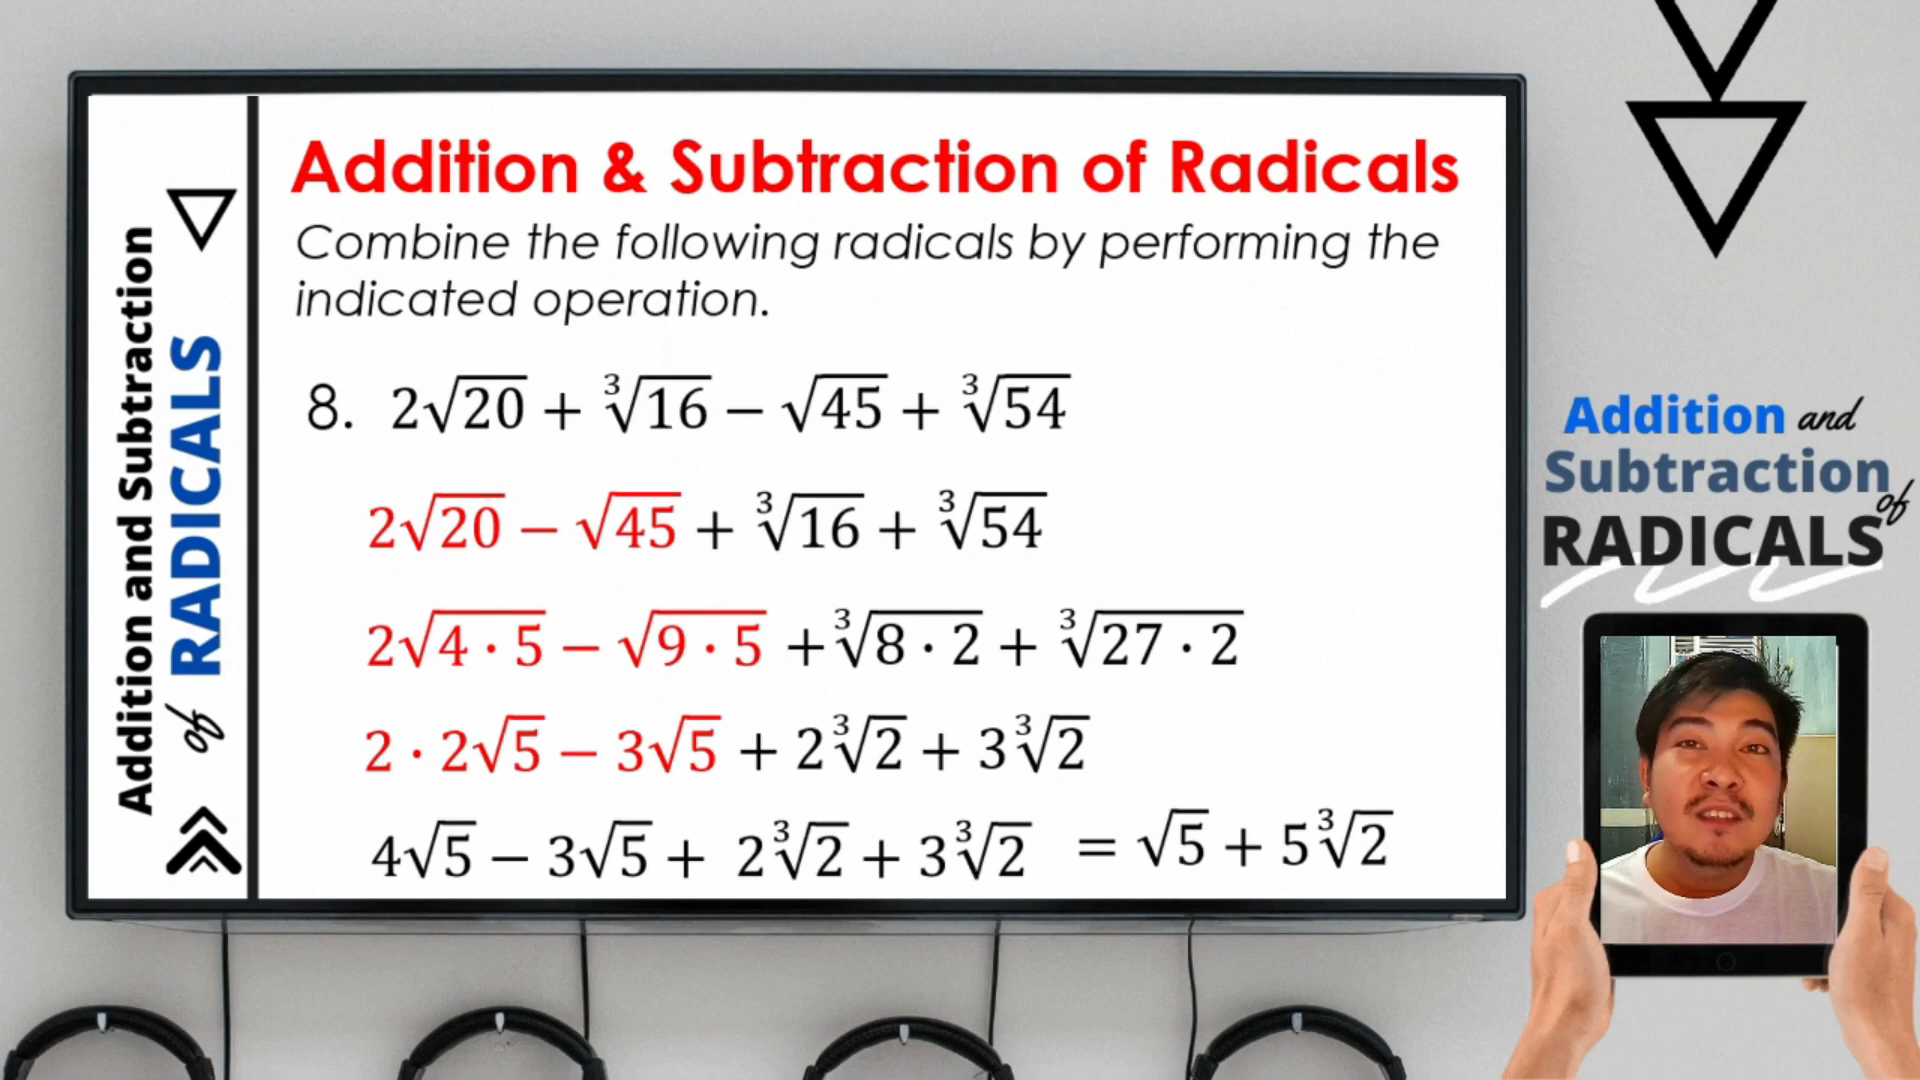 Addition and Subtraction
of RADICALS
Addition & Subtraction of Radicals
Combine the following radicals by performing the
indicated operation.
8. 2√20 + ∛16 − √45 + ∛54
2√20 − √45 + ∛16 + ∛54
2√4 · 5 − √9 · 5 + ∛8 · 2 + ∛27 · 2
2 · 2√5 − 3√5 + 2∛2 + 3∛2
4√5 − 3√5 + 2∛2 + 3∛2 = √5 + 5∛2
Addition and
Subtraction
of
RADICALS